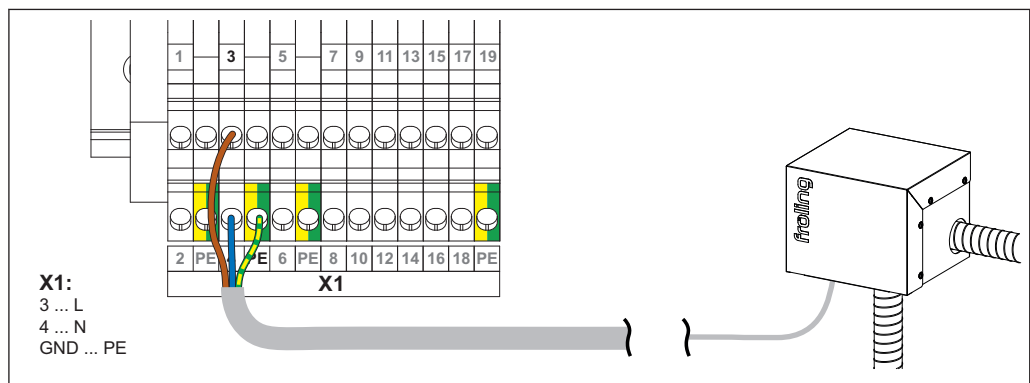 1 3 5 7 9 11 13 15 17 19
2 PE PE 6 PE 8 10 12 14 16 18 PE
X1
X1:
3 ... L
4 ... N
GND ... PE
froling